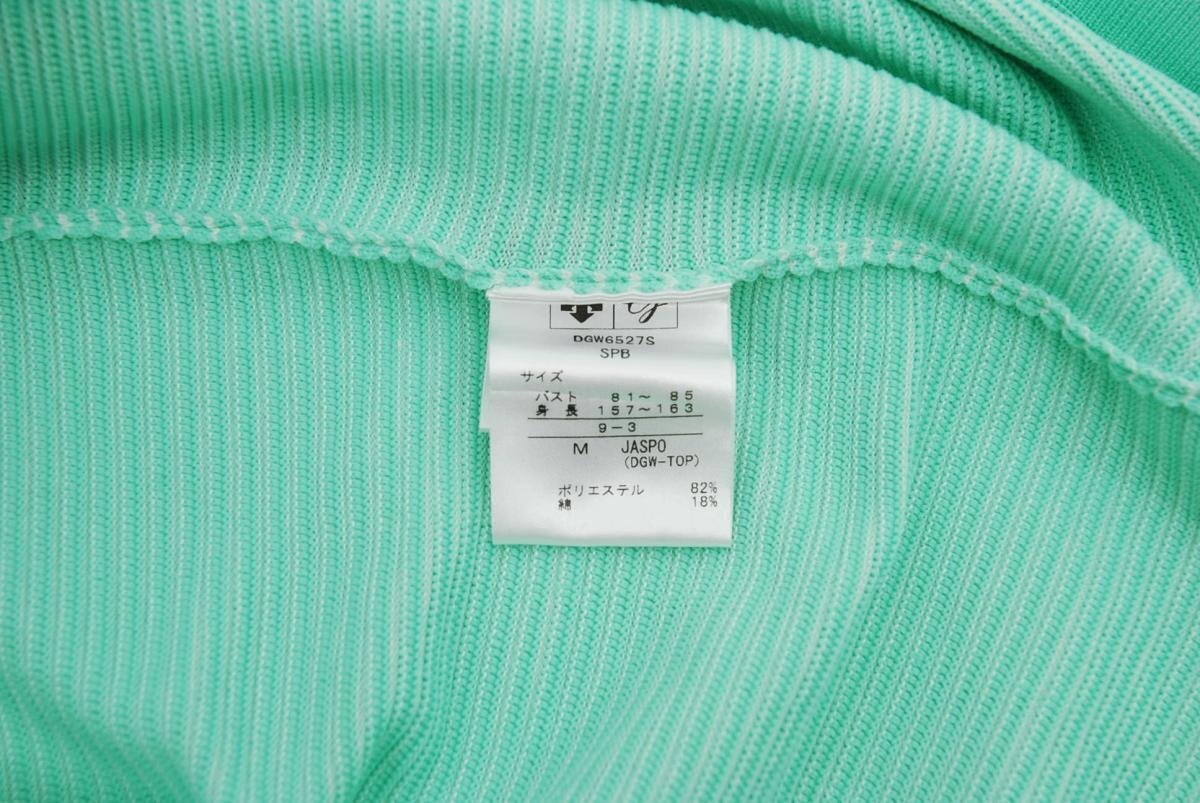 DGW6527S
SPB
サイズ
バスト 81～ 85
身 長 157～163
9－3
M JASPO
(DGW-TOP)
ポリエステル 82%
綿 18%